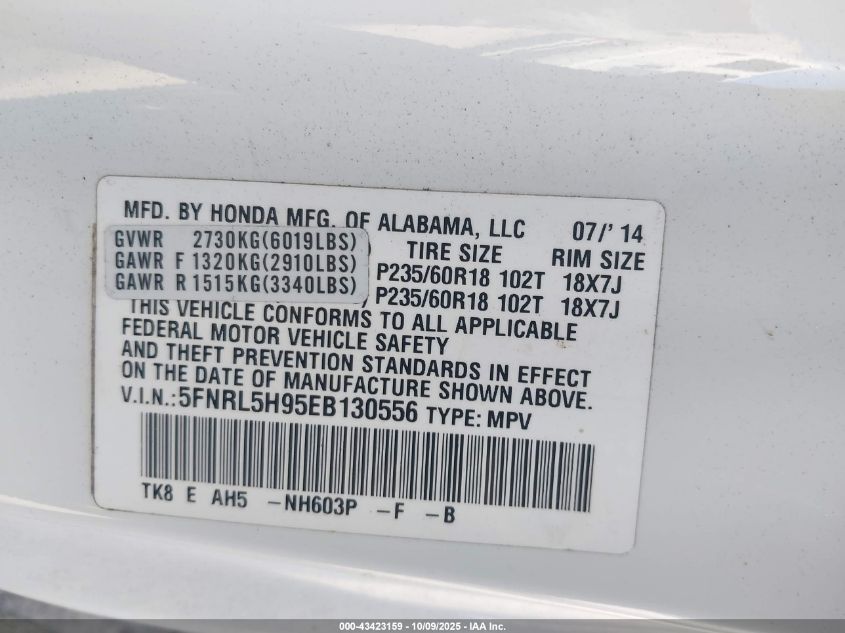 MFD. BY HONDA MFG. OF ALABAMA, LLC 07/' 14
GVWR 2730KG(6019LBS) TIRE SIZE RIM SIZE
GAWR F 1320KG(2910LBS) P235/60R18 102T 18X7J
GAWR R 1515KG(3340LBS) P235/60R18 102T 18X7J
THIS VEHICLE CONFORMS TO ALL APPLICABLE
FEDERAL MOTOR VEHICLE SAFETY
AND THEFT PREVENTION STANDARDS IN EFFECT
ON THE DATE OF MANUFACTURE SHOWN ABOVE.
V.I.N.:5FNRL5H95EB130556 TYPE: MPV
TK8 E AH5 -NH603P -F -B
000-43423159 - 10/09/2025 - IAA Inc.